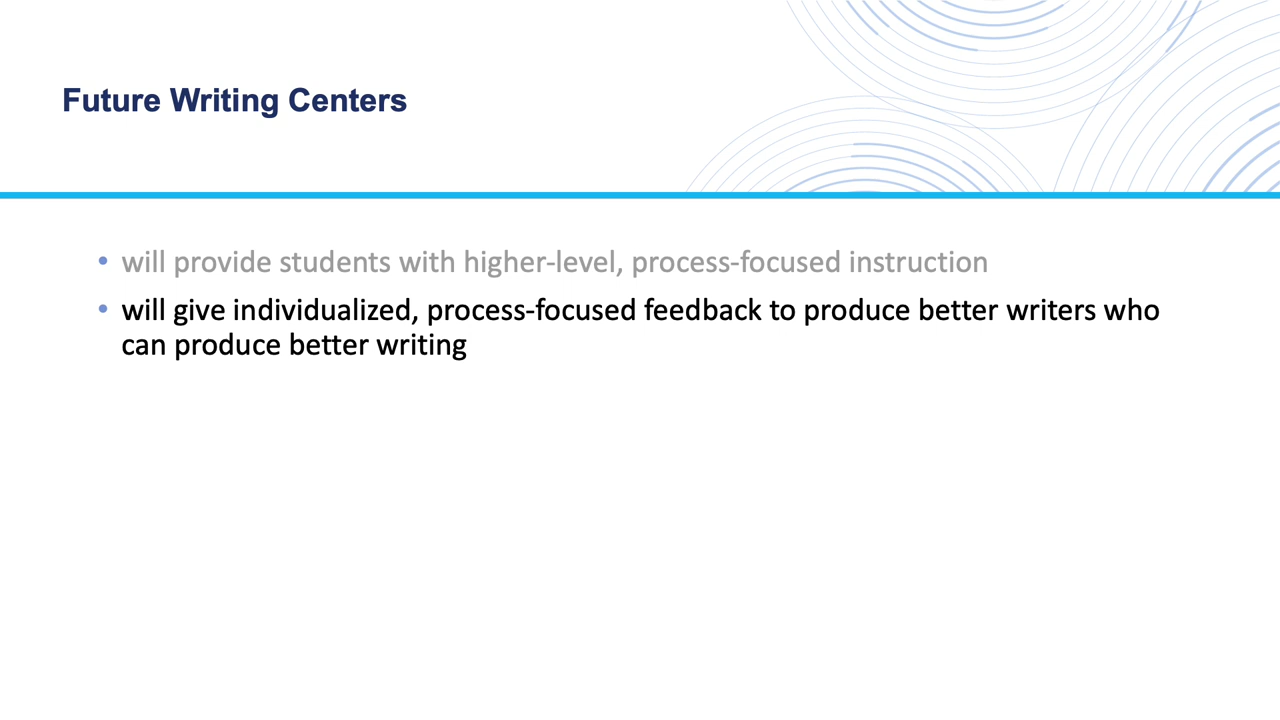 Future Writing Centers
• will provide students with higher-level, process-focused instruction
• will give individualized, process-focused feedback to produce better writers who
can produce better writing